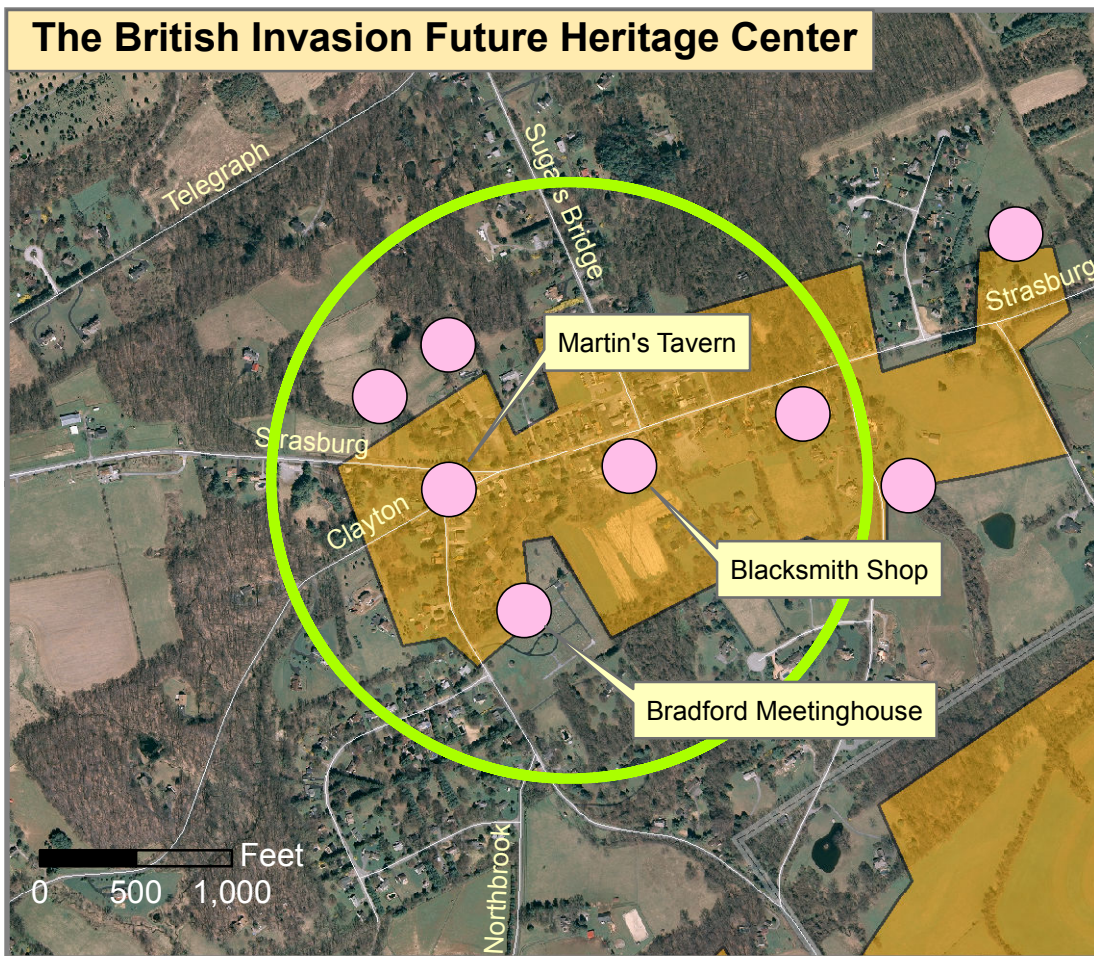 The British Invasion Future Heritage Center
Telegraph
Sugars Bridge
Strasburg
Martin's Tavern
Strasburg
Clayton
Blacksmith Shop
Bradford Meetinghouse
Northbrook
Feet
0 500 1,000